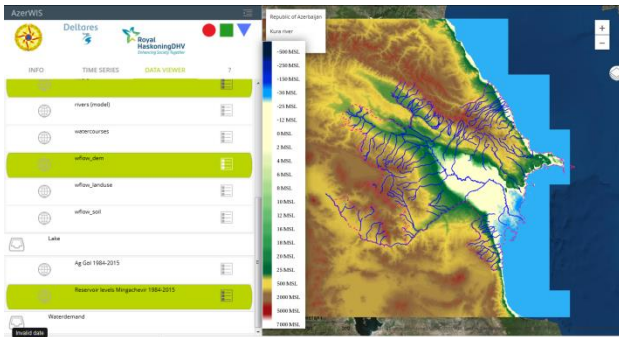 AzerWIS
Deltares
Royal
HaskoningDHV
Enhancing Society Together
INFO
TIME SERIES
DATA VIEWER
?
rivers (model)
watercourses
wflow_dem
wflow_landuse
wflow_soil
Lake
Ag Gol 1984-2015
Reservoir levels Mingachevir 1984-2015
Waterdemand
Invalid date
Republic of Azerbaijan
Kura river
-500 MSL
-250 MSL
-150 MSL
-50 MSL
-25 MSL
-12 MSL
0 MSL
2 MSL
4 MSL
6 MSL
8 MSL
10 MSL
12 MSL
16 MSL
18 MSL
20 MSL
25 MSL
500 MSL
2000 MSL
5000 MSL
7000 MSL
+
−